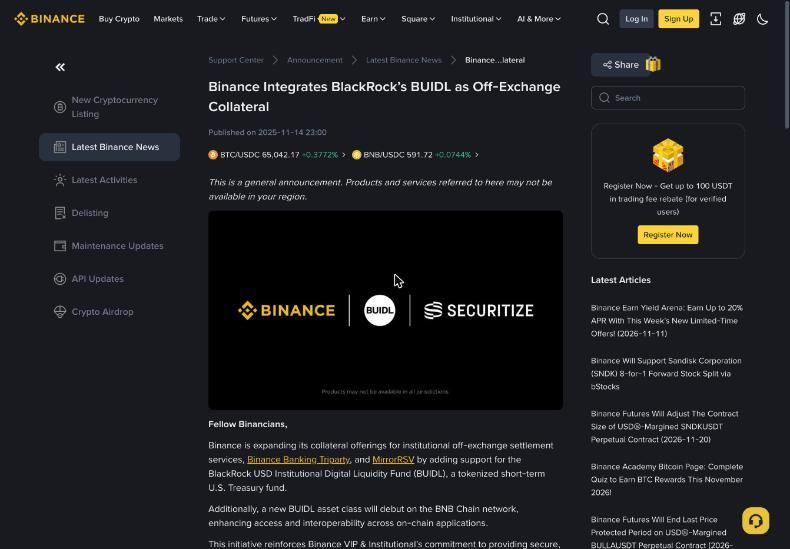 BINANCE
Buy Crypto
Markets
Trade
Futures
TradFi New
Earn
Square
Institutional
AI & More
Log In
Sign Up
Support Center
Announcement
Latest Binance News
Binance...lateral
New Cryptocurrency
Listing
Latest Binance News
Latest Activities
Delisting
Maintenance Updates
API Updates
Crypto Airdrop
Binance Integrates BlackRock's BUIDL as Off-Exchange
Collateral
Published on 2025-11-14 23:00
BTC/USDC 65,042.17 +0.3772%
BNB/USDC 591.72 +0.0744%
This is a general announcement. Products and services referred to here may not be
available in your region.
BINANCE
BUIDL
SECURITIZE
Products may not be available in all jurisdictions.
Fellow Binancians,
Binance is expanding its collateral offerings for institutional off-exchange settlement
services, Binance Banking Triparty, and MirrorRSV by adding support for the
BlackRock USD Institutional Digital Liquidity Fund (BUIDL), a tokenized short-term
U.S. Treasury fund.
Additionally, a new BUIDL asset class will debut on the BNB Chain network,
enhancing access and interoperability across on-chain applications.
This initiative reinforces Binance VIP & Institutional's commitment to providing secure,
Share
Search
Register Now - Get up to 100 USDT
in trading fee rebate (for verified
users)
Register Now
Latest Articles
Binance Earn Yield Arena: Earn Up to 20%
APR With This Week's New Limited-Time
Offers! (2026-11-11)
Binance Will Support Sandisk Corporation
(SNDK) 8-for-1 Forward Stock Split via
bStocks
Binance Futures Will Adjust The Contract
Size of USDⓈ-Margined SNDKUSDT
Perpetual Contract (2026-11-20)
Binance Academy Bitcoin Page: Complete
Quiz to Earn BTC Rewards This November
2026!
Binance Futures Will End Last Price
Protected Period on USDⓈ-Margined
BULLAUSDT Perpetual Contract (2026-